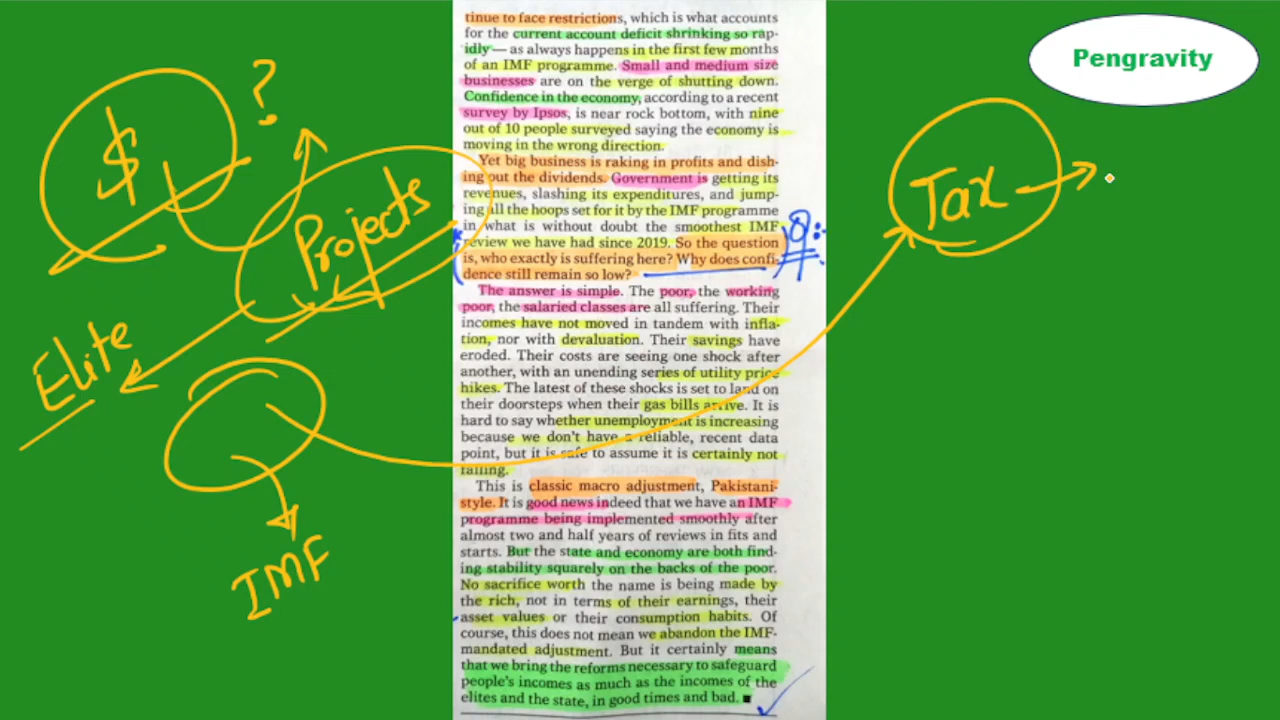 Pengravity
$ ?
Projects
Elite
IMF
Tax
tinue to face restrictions, which is what accounts
for the current account deficit shrinking so rap-
idly — as always happens in the first few months
of an IMF programme. Small and medium size
businesses are on the verge of shutting down.
Confidence in the economy, according to a recent
survey by Ipsos, is near rock bottom, with nine
out of 10 people surveyed saying the economy is
moving in the wrong direction.
Yet big business is raking in profits and dish-
ing out the dividends. Government is getting its
revenues, slashing its expenditures, and jump-
ing all the hoops set for it by the IMF programme
in what is without doubt the smoothest IMF
review we have had since 2019. So the question
is, who exactly is suffering here? Why does confi-
dence still remain so low?
Q:
The answer is simple. The poor, the working
poor, the salaried classes are all suffering. Their
incomes have not moved in tandem with infla-
tion, nor with devaluation. Their savings have
eroded. Their costs are seeing one shock after
another, with an unending series of utility price
hikes. The latest of these shocks is set to land on
their doorsteps when their gas bills arrive. It is
hard to say whether unemployment is increasing
because we don't have a reliable, recent data
point, but it is safe to assume it is certainly not
falling.
This is classic macro adjustment, Pakistani-
style. It is good news indeed that we have an IMF
programme being implemented smoothly after
almost two and half years of reviews in fits and
starts. But the state and economy are both find-
ing stability squarely on the backs of the poor.
No sacrifice worth the name is being made by
the rich, not in terms of their earnings, their
asset values or their consumption habits. Of
course, this does not mean we abandon the IMF-
mandated adjustment. But it certainly means
that we bring the reforms necessary to safeguard
people's incomes as much as the incomes of the
elites and the state, in good times and bad. ■